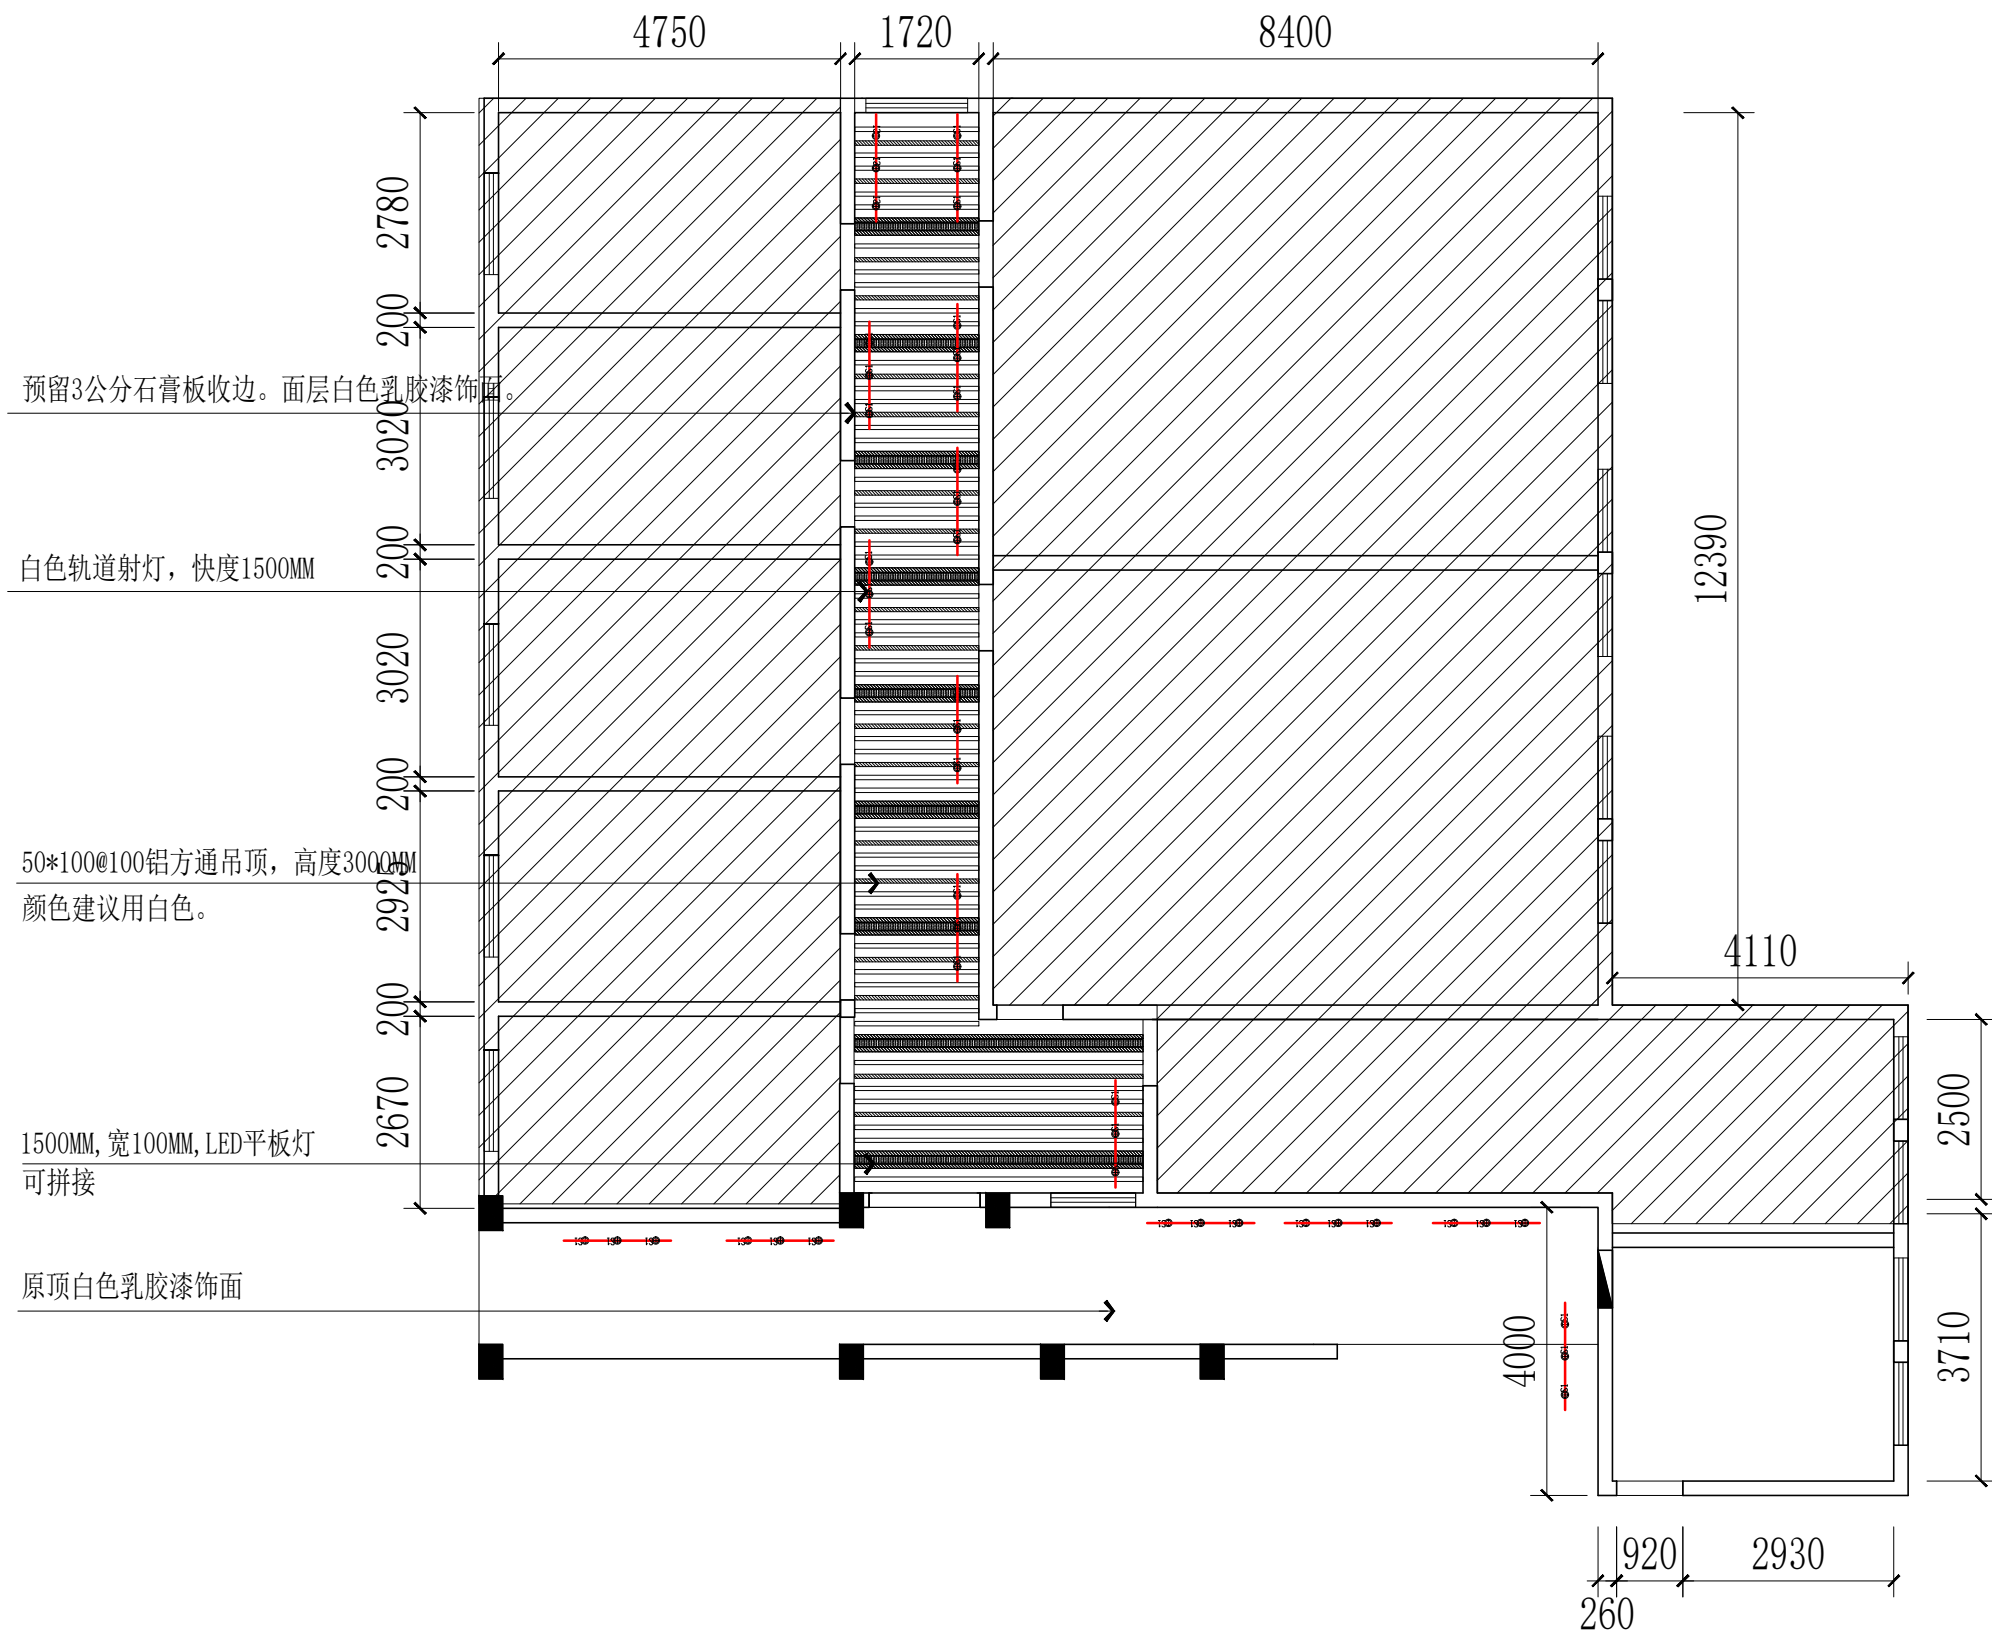 4750
1720
8400
2780
200
预留3公分石膏板收边。面层白色乳胶漆饰面。
3020
200
白色轨道射灯，快度1500MM
12390
3020
200
50*100@100铝方通吊顶，高度3000MM
颜色建议用白色。
2925
4110
200
2670
2500
1500MM,宽100MM,LED平板灯
可拼接
原顶白色乳胶漆饰面
4000
3710
920
2930
260